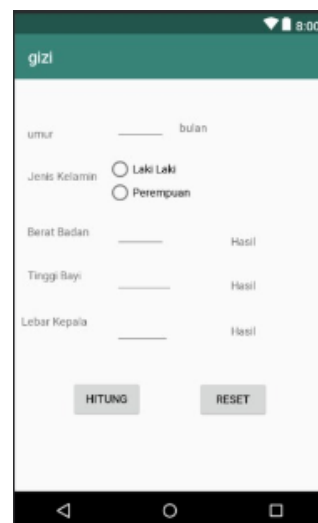 8:00
gizi
umur bulan
Jenis Kelamin Laki Laki
Perempuan
Berat Badan Hasil
Tinggi Bayi Hasil
Lebar Kepala Hasil
HITUNG RESET